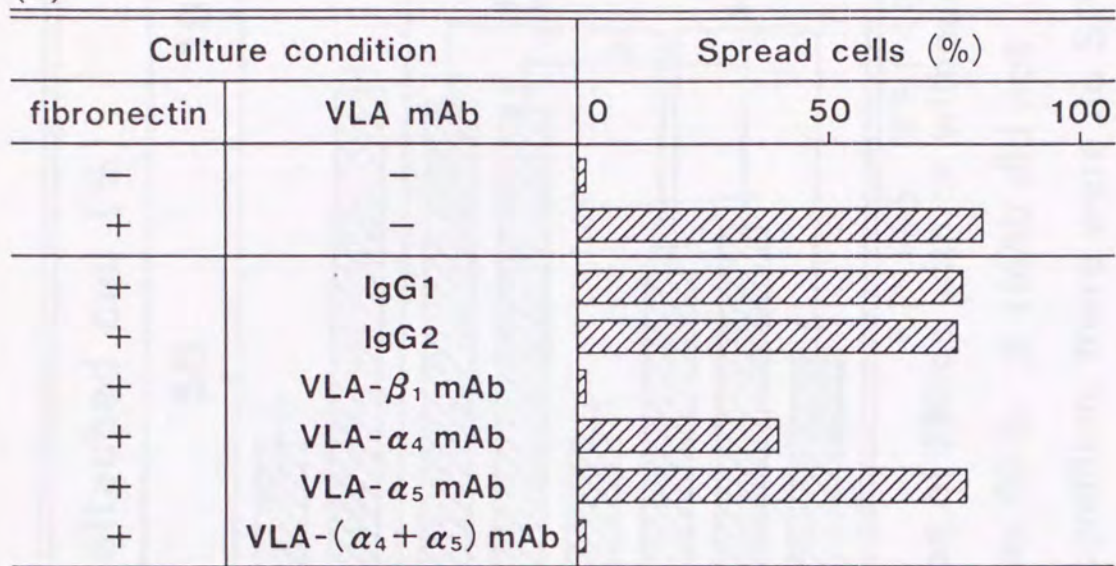 Culture condition Spread cells (%)
fibronectin VLA mAb 0 50 100
− −
+ −
+ IgG1
+ IgG2
+ VLA-β₁ mAb
+ VLA-α₄ mAb
+ VLA-α₅ mAb
+ VLA-(α₄+α₅) mAb